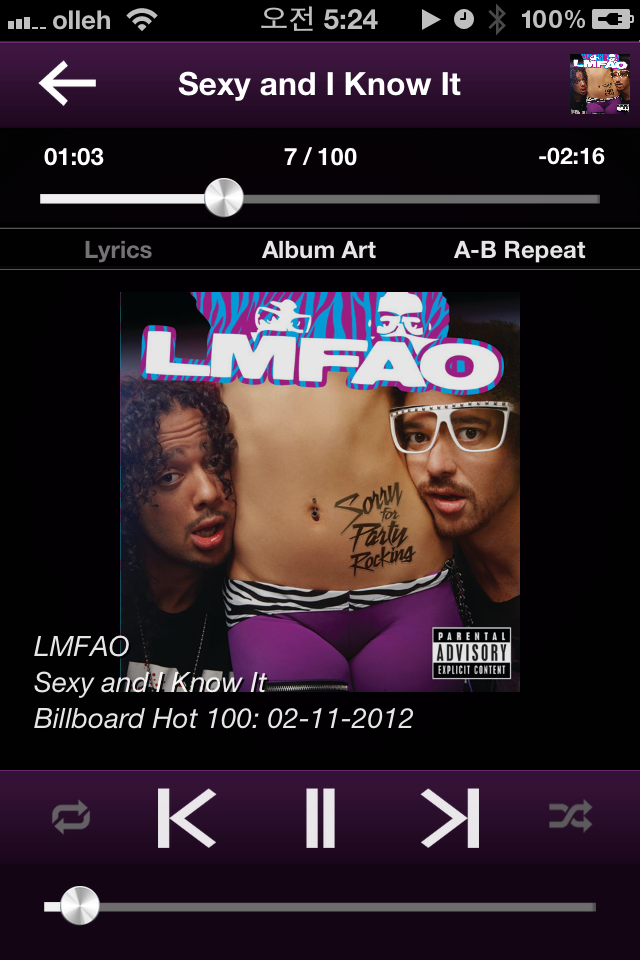 olleh 오전 5:24 100%
Sexy and I Know It
LMFAO
01:03 7 / 100 -02:16
Lyrics Album Art A-B Repeat
LMFAO
Sorry
for
Party
Rocking
PARENTAL
ADVISORY
EXPLICIT CONTENT
LMFAO
Sexy and I Know It
Billboard Hot 100: 02-11-2012